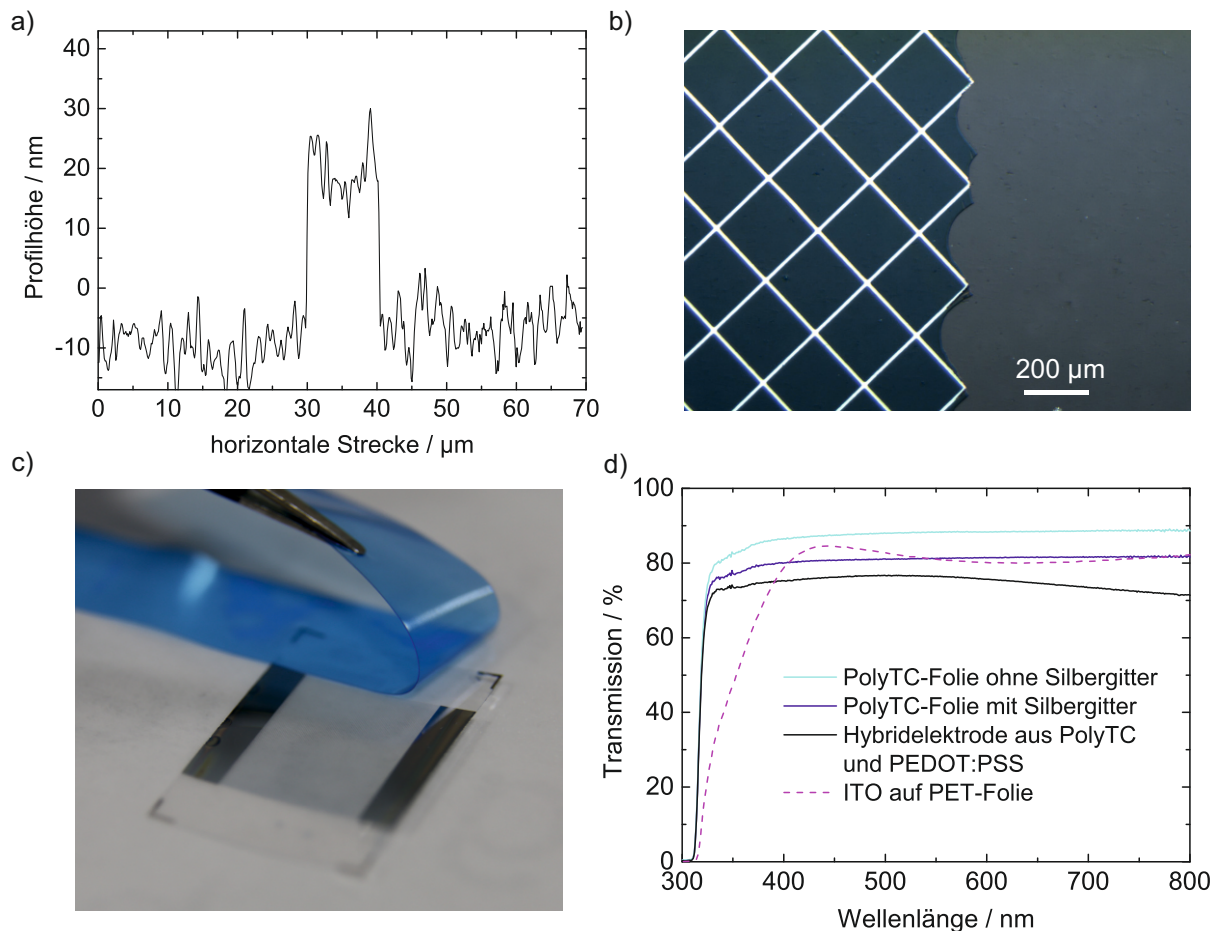 a)
40
30
20
10
0
-10
0 10 20 30 40 50 60 70
Profilhöhe / nm
horizontale Strecke / µm
b)
200 µm
c)
d)
100
80
60
40
20
0
300 400 500 600 700 800
Transmission / %
Wellenlänge / nm
PolyTC-Folie ohne Silbergitter
PolyTC-Folie mit Silbergitter
Hybridelektrode aus PolyTC
und PEDOT:PSS
ITO auf PET-Folie